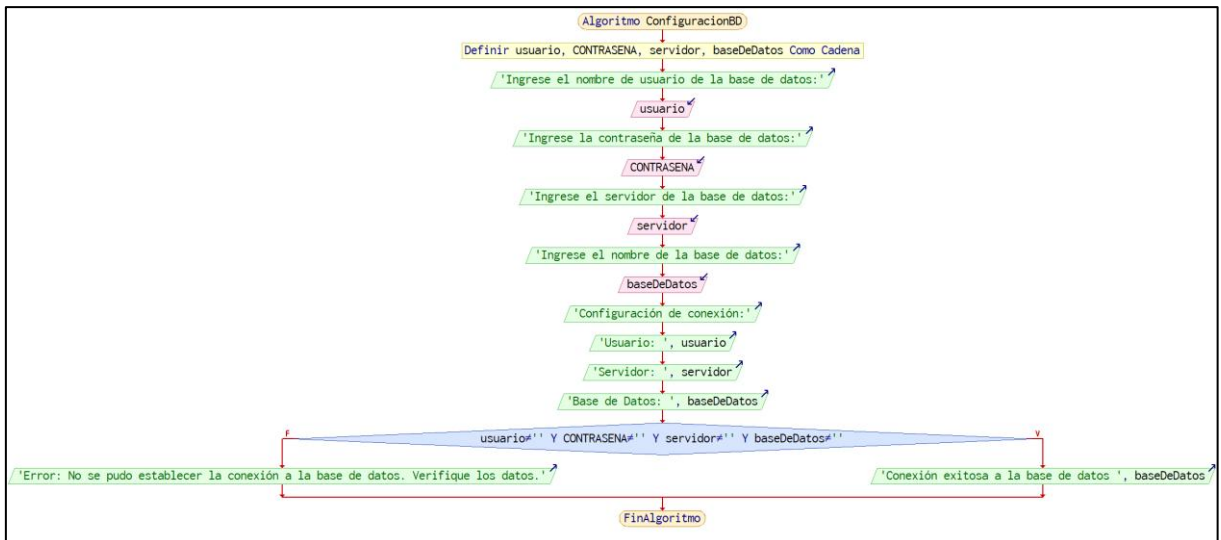 Algoritmo ConfiguracionBD
Definir usuario, CONTRASENA, servidor, baseDeDatos Como Cadena
'Ingrese el nombre de usuario de la base de datos:'
usuario
'Ingrese la contraseña de la base de datos:'
CONTRASENA
'Ingrese el servidor de la base de datos:'
servidor
'Ingrese el nombre de la base de datos:'
baseDeDatos
'Configuración de conexión:'
'Usuario: ', usuario
'Servidor: ', servidor
'Base de Datos: ', baseDeDatos
F
usuario≠'' Y CONTRASENA≠'' Y servidor≠'' Y baseDeDatos≠''
V
'Error: No se pudo establecer la conexión a la base de datos. Verifique los datos.'
'Conexión exitosa a la base de datos ', baseDeDatos
FinAlgoritmo